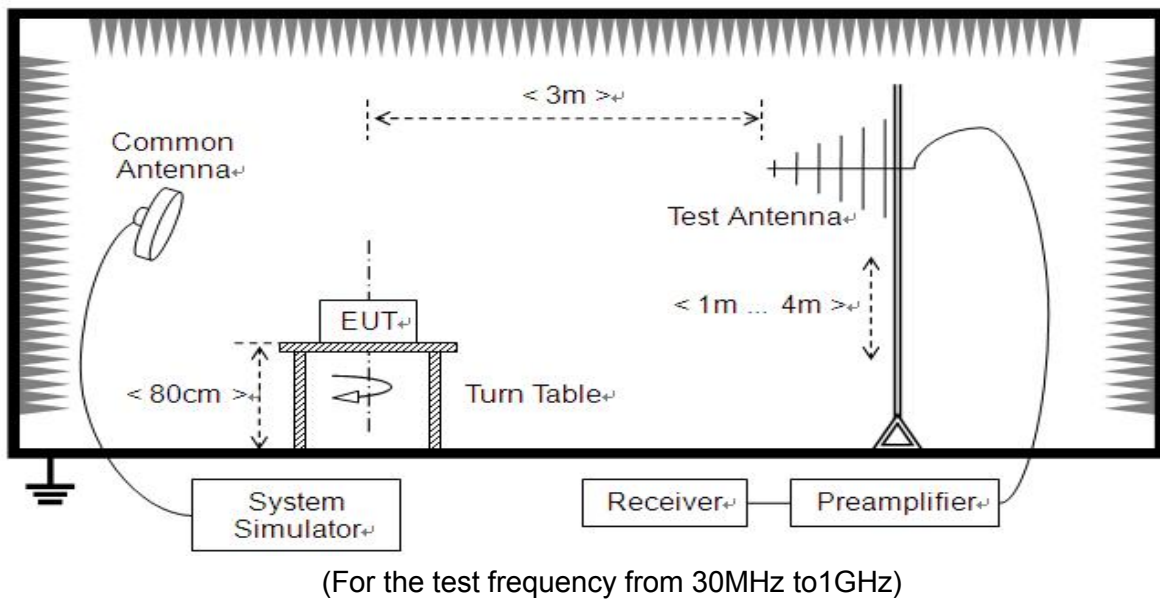 < 3m >↵
Common
Antenna↵
Test Antenna↵
< 1m ... 4m >↵
EUT↵
< 80cm >↵
Turn Table↵
System
Simulator↵
Receiver↵
Preamplifier↵
(For the test frequency from 30MHz to1GHz)